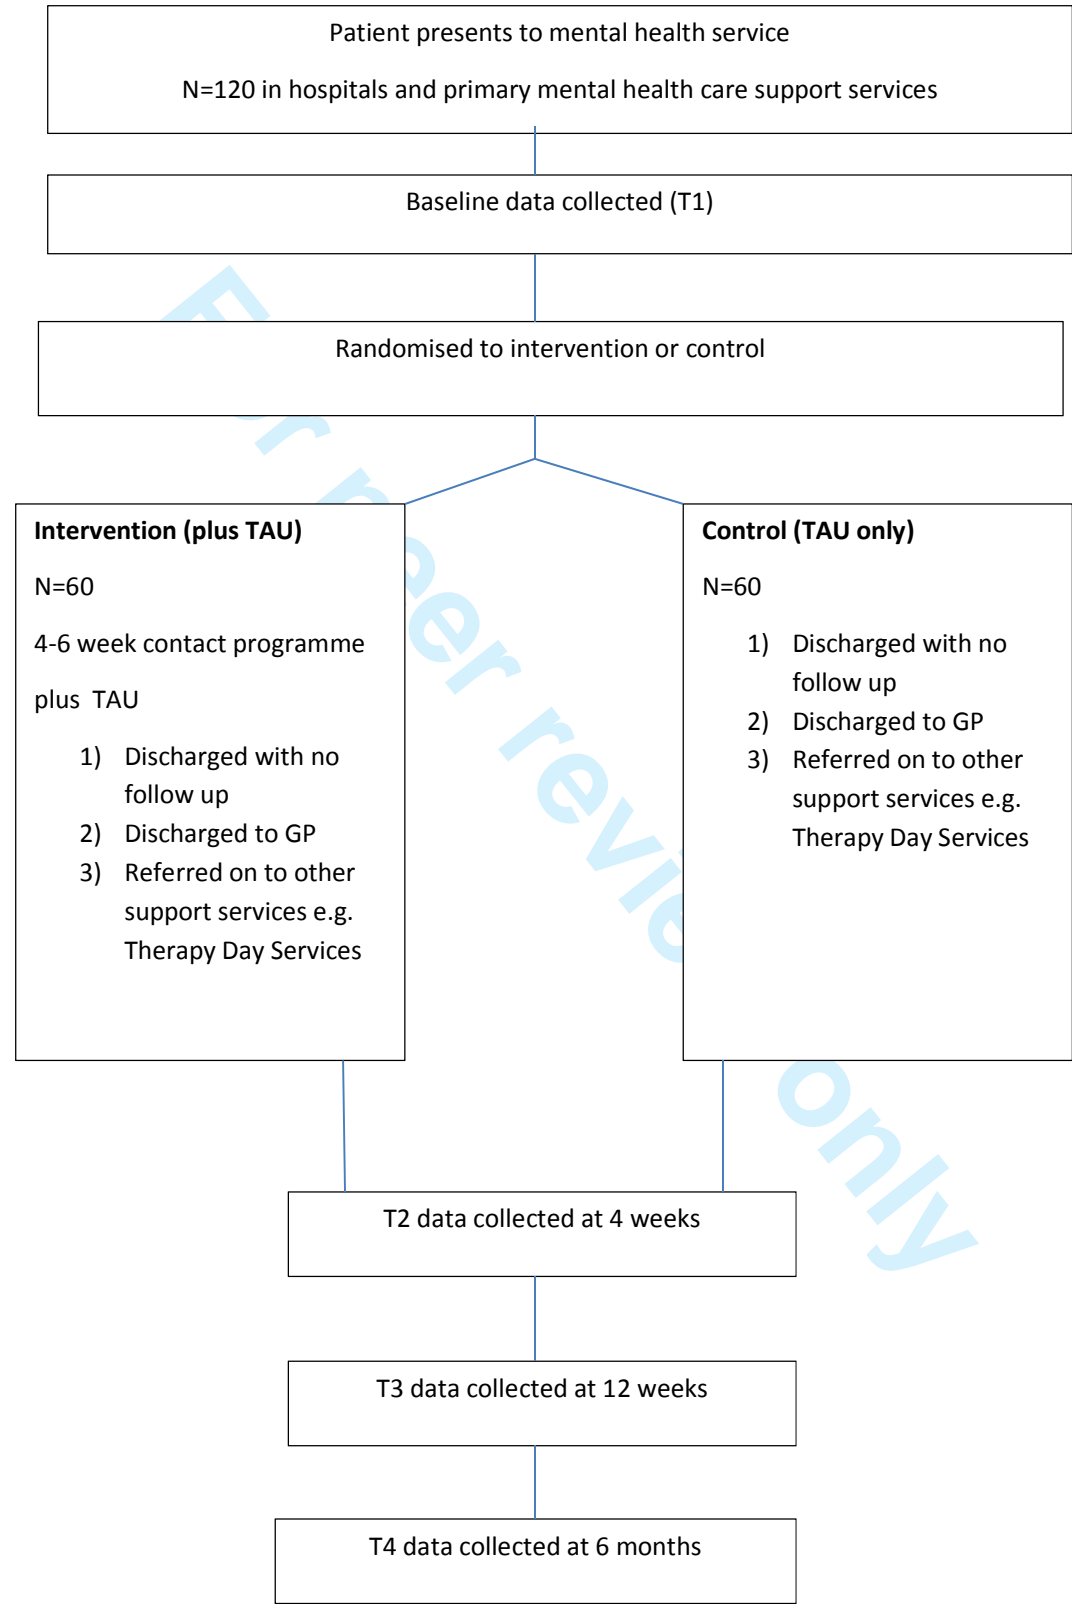 Patient presents to mental health service
N=120 in hospitals and primary mental health care support services
Baseline data collected (T1)
Randomised to intervention or control
Intervention (plus TAU)
N=60
4-6 week contact programme
plus TAU
1) Discharged with no
follow up
2) Discharged to GP
3) Referred on to other
support services e.g.
Therapy Day Services
Control (TAU only)
N=60
1) Discharged with no
follow up
2) Discharged to GP
3) Referred on to other
support services e.g.
Therapy Day Services
T2 data collected at 4 weeks
T3 data collected at 12 weeks
T4 data collected at 6 months
For peer review only